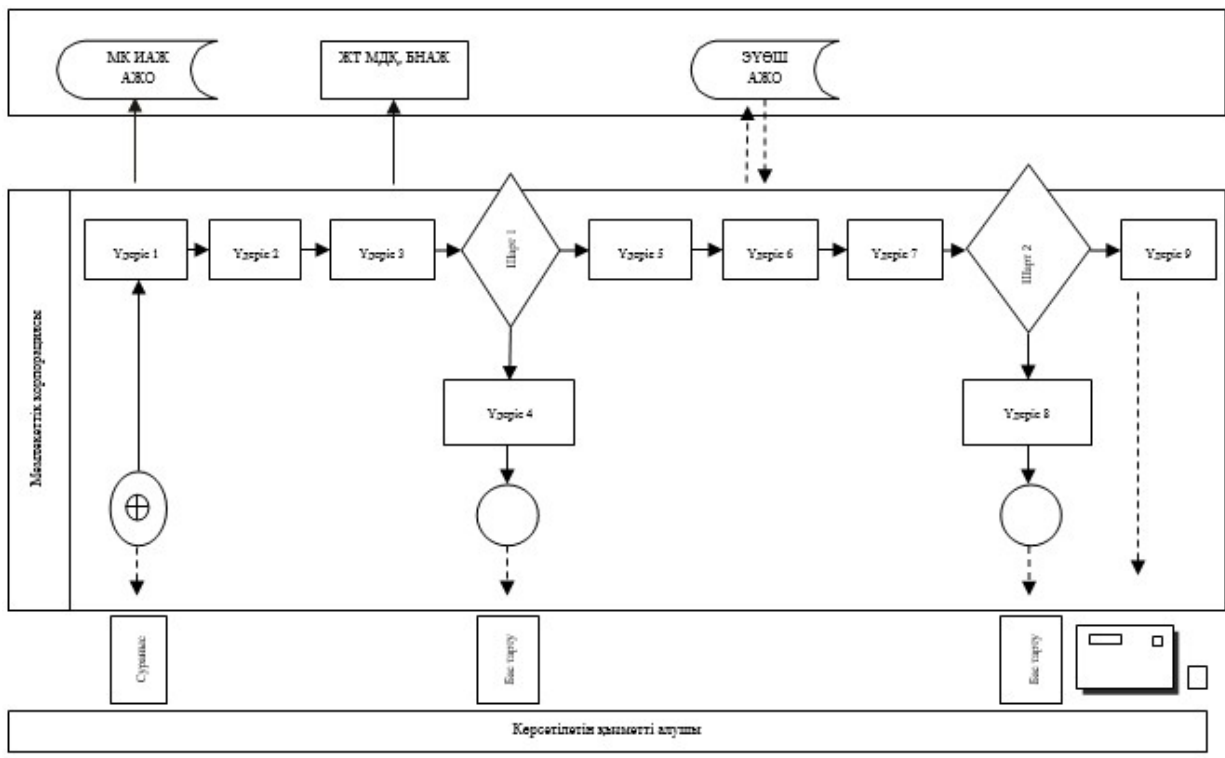 МК ИАЖ
АЖО
ЖТ МДҚ, БНАЖ
ЭҮӨШ
АЖО
Мемлекеттік корпорациясы
Үдеріс 1
Үдеріс 2
Үдеріс 3
Шарт 1
Үдеріс 5
Үдеріс 6
Үдеріс 7
Шарт 2
Үдеріс 9
Үдеріс 4
Үдеріс 8
Сұраныс
Бас тарту
Бас тарту
Көрсетілетін қызметті алушы